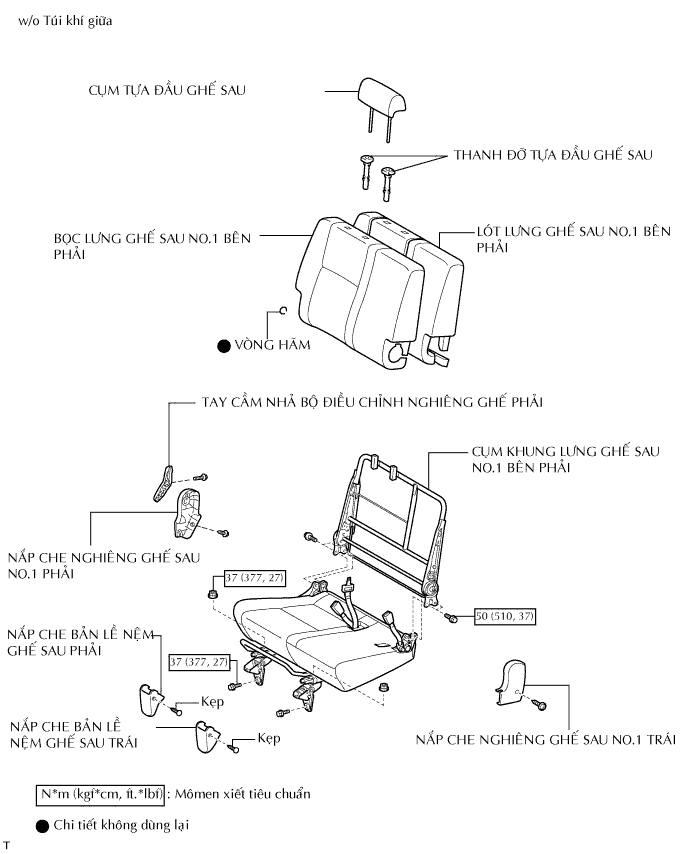 w/o Túi khí giữa
CỤM TỰA ĐẦU GHẾ SAU
THANH ĐỠ TỰA ĐẦU GHẾ SAU
BỌC LƯNG GHẾ SAU NO.1 BÊN
PHẢI
LÓT LƯNG GHẾ SAU NO.1 BÊN
PHẢI
VÒNG HÃM
TAY CẦM NHẢ BỘ ĐIỀU CHỈNH NGHIÊNG GHẾ PHẢI
CỤM KHUNG LƯNG GHẾ SAU
NO.1 BÊN PHẢI
NẮP CHE NGHIÊNG GHẾ SAU
NO.1 PHẢI
37 (377, 27)
50 (510, 37)
NẮP CHE BẢN LỀ NỆM
GHẾ SAU PHẢI
37 (377, 27)
Kẹp
NẮP CHE BẢN LỀ
NỆM GHẾ SAU TRÁI
Kẹp
NẮP CHE NGHIÊNG GHẾ SAU NO.1 TRÁI
N*m (kgf*cm, ft.*lbf) : Mômen xiết tiêu chuẩn
Chi tiết không dùng lại
T